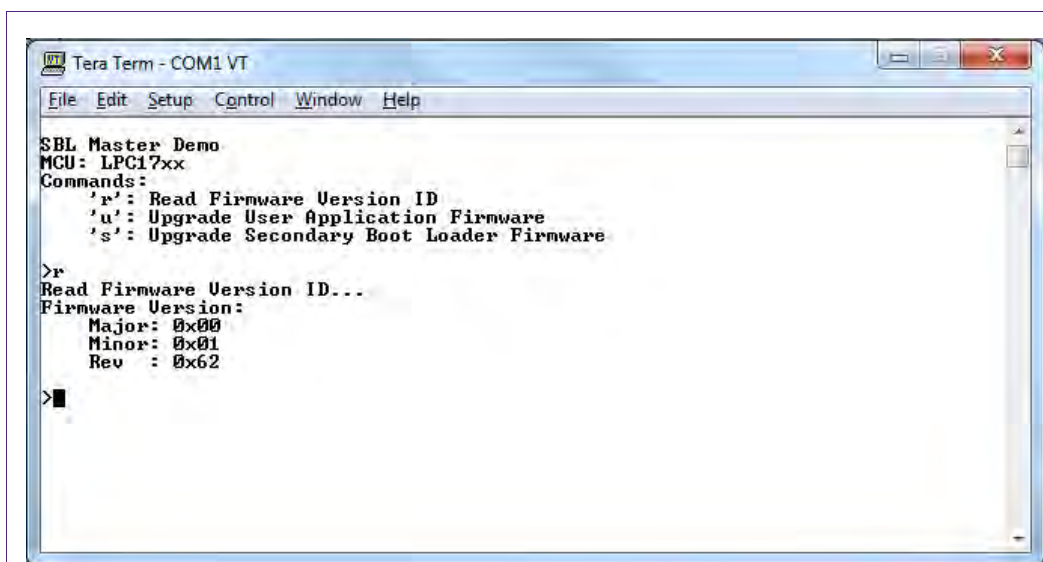 Tera Term - COM1 VT
File Edit Setup Control Window Help
SBL Master Demo
MCU: LPC17xx
Commands:
'r': Read Firmware Version ID
'u': Upgrade User Application Firmware
's': Upgrade Secondary Boot Loader Firmware
>r
Read Firmware Version ID...
Firmware Version:
Major: 0x00
Minor: 0x01
Rev : 0x62
>